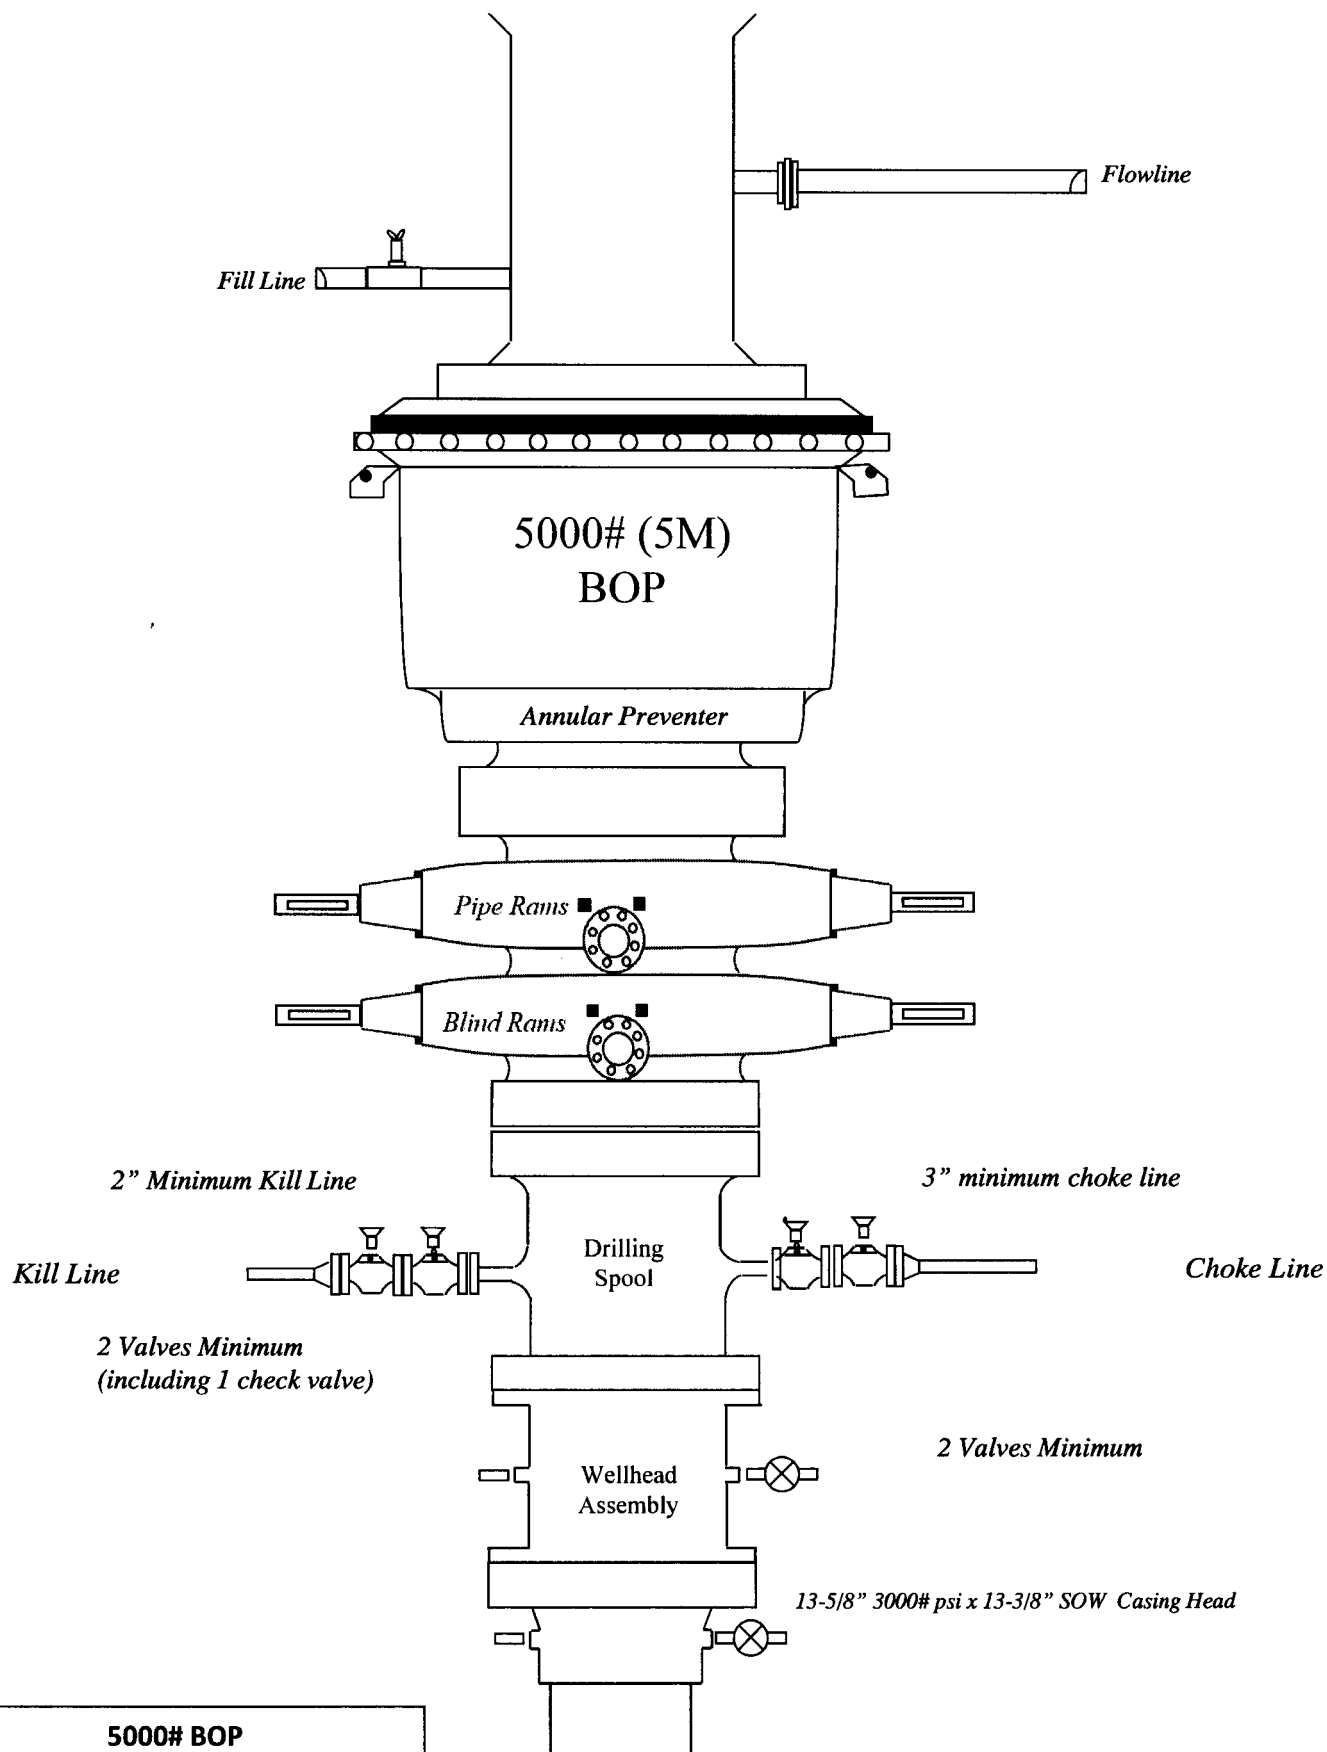 Flowline
Fill Line
5000# (5M)
BOP
Annular Preventer
Pipe Rams
Blind Rams
2” Minimum Kill Line
3” minimum choke line
Drilling
Spool
Kill Line
Choke Line
2 Valves Minimum
(including 1 check valve)
2 Valves Minimum
Wellhead
Assembly
13-5/8” 3000# psi x 13-3/8” SOW Casing Head
5000# BOP